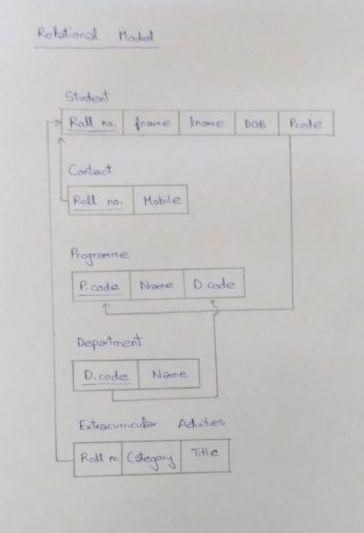 Relational Model
Student
Roll no. fname lname DOB Pcode
Contact
Roll no. Mobile
Programme
P.code Name D.code
Department
D.code Name
Extracurricular Activities
Roll no Category Title